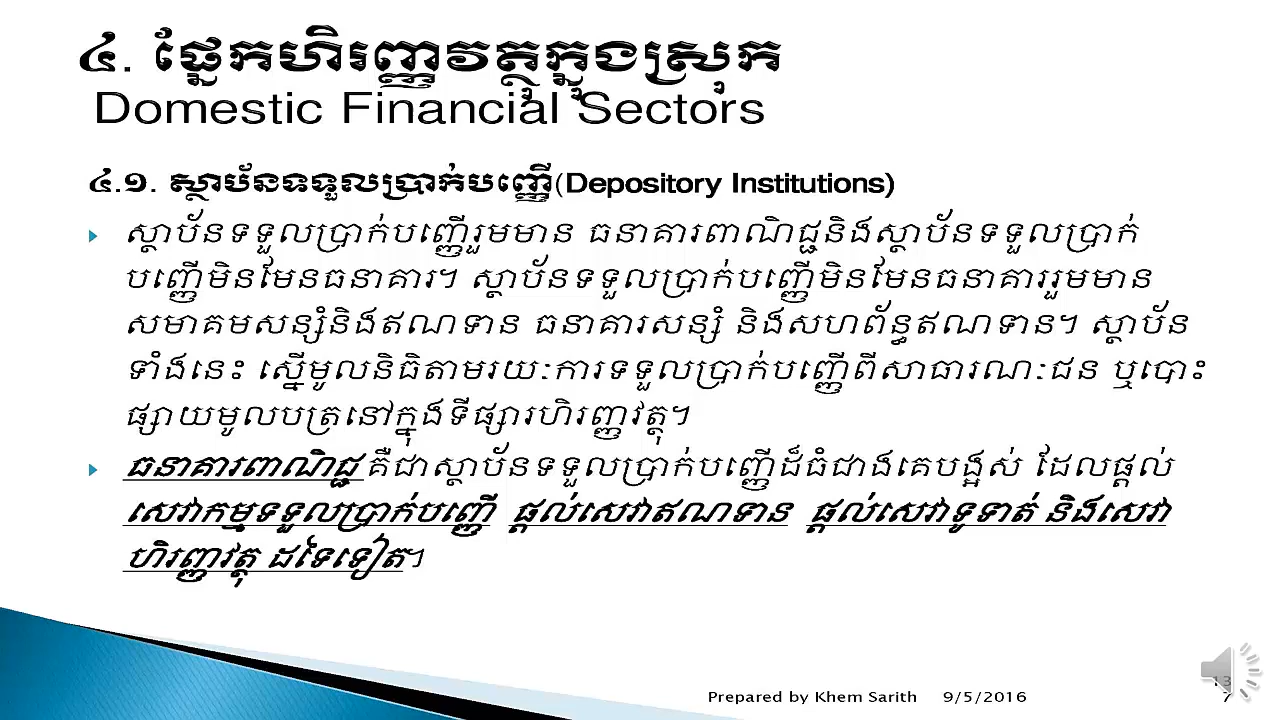 ៤. ផ្នែកហិរញ្ញវត្ថុក្នុងស្រុក
Domestic Financial Sectors
៤.១. ស្ថាប័នទទួលប្រាក់បញ្ញើ(Depository Institutions)
ស្ថាប័នទទួលប្រាក់បញ្ញើរួមមាន ធនាគារពាណិជ្ជនិងស្ថាប័នទទួលប្រាក់
បញ្ញើមិនមែនធនាគារ។ ស្ថាប័នទទួលប្រាក់បញ្ញើមិនមែនធនាគាររួមមាន
សមាគមសន្សំនិងឥណទាន ធនាគារសន្សំ និងសហព័ន្ធឥណទាន។ ស្ថាប័ន
ទាំងនេះ ស្នើមូលនិធិតាមរយៈការទទួលប្រាក់បញ្ញើពីសាធារណៈជន ឬបោះ
ផ្សាយមូលបត្រនៅក្នុងទីផ្សារហិរញ្ញវត្ថុ។
ធនាគារពាណិជ្ជ គឺជាស្ថាប័នទទួលប្រាក់បញ្ញើដ៏ធំជាងគេបង្អស់ ដែលផ្តល់
សេវាកម្មទទួលប្រាក់បញ្ញើ ផ្តល់សេវាឥណទាន ផ្តល់សេវាទូទាត់ និងសេវា
ហិរញ្ញវត្ថុ ដទៃទៀត។
Prepared by Khem Sarith 9/5/2016
13
7